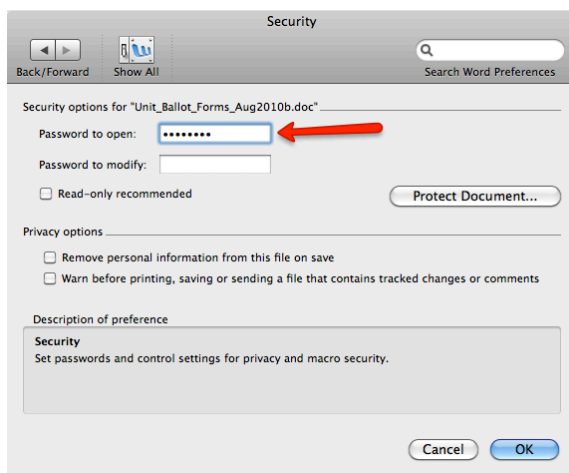 Security
Back/Forward Show All Search Word Preferences
Security options for "Unit_Ballot_Forms_Aug2010b.doc"
Password to open: ••••••••
Password to modify:
Read-only recommended Protect Document...
Privacy options
Remove personal information from this file on save
Warn before printing, saving or sending a file that contains tracked changes or comments
Description of preference
Security
Set passwords and control settings for privacy and macro security.
Cancel OK